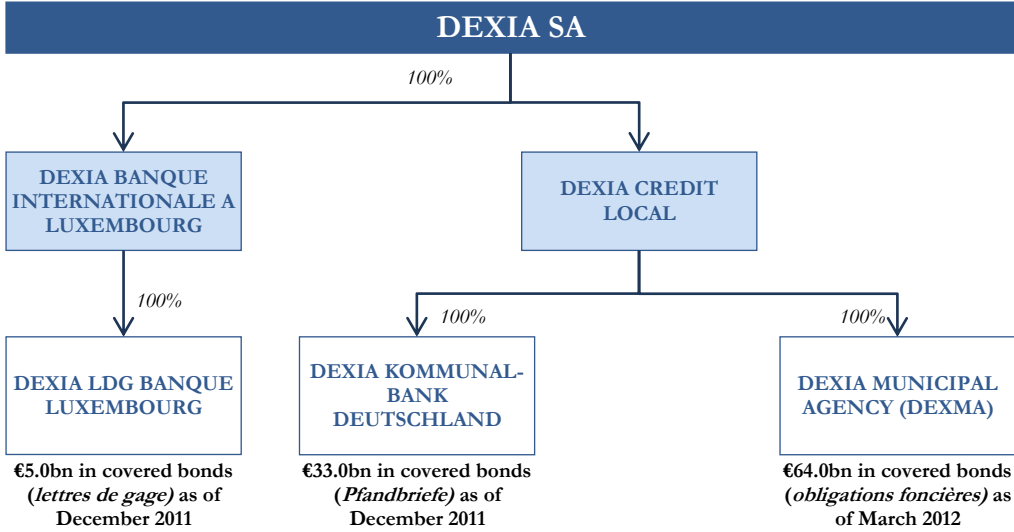 DEXIA SA
100%
DEXIA BANQUE
INTERNATIONALE A
LUXEMBOURG
DEXIA CREDIT
LOCAL
100%
100%
100%
DEXIA LDG BANQUE
LUXEMBOURG
DEXIA KOMMUNAL-
BANK
DEUTSCHLAND
DEXIA MUNICIPAL
AGENCY (DEXMA)
€5.0bn in covered bonds
(lettres de gage) as of
December 2011
€33.0bn in covered bonds
(Pfandbriefe) as of
December 2011
€64.0bn in covered bonds
(obligations foncières) as
of March 2012